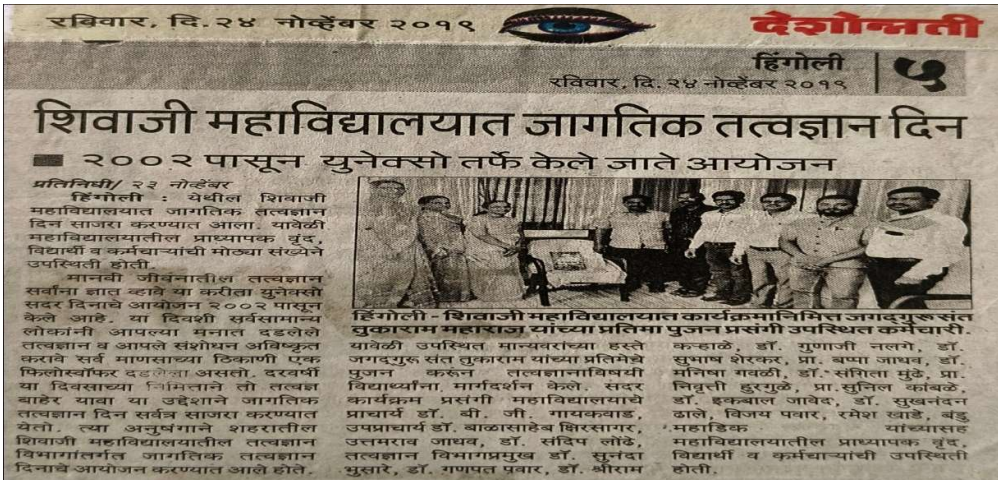 रविवार, दि.२४ नोव्हेंबर २०१९
देशोन्नती
हिंगोली
रविवार, दि.२४ नोव्हेंबर २०१९
५
शिवाजी महाविद्यालयात जागतिक तत्वज्ञान दिन
२००२ पासून युनेक्सो तर्फे केले जाते आयोजन
प्रतिनिधी/ २३ नोव्हेंबर
हिंगोली : येथील शिवाजी
महाविद्यालयात जागतिक तत्वज्ञान
दिन साजरा करण्यात आला. यावेळी
महाविद्यालयातील प्राध्यापक वृंद,
विद्यार्थी व कर्मचाऱ्यांची मोठ्या संख्येने
उपस्थिती होती.
मानवी जीवनातील तत्वज्ञान
सर्वांना ज्ञात व्हावे या करीता युनेक्सो
सदर दिनाचे आयोजन २००२ पासून
केले आहे. या दिवशी सर्वसामान्य
लोकांनी आपल्या मनात दडलेले
तत्वज्ञान व आपले संशोधन अविष्कृत
करावे सर्व माणसाच्या ठिकाणी एक
फिलोस्वॉफर दडलेला असतो. दरवर्षी
या दिवसाच्या निमित्ताने तो तत्वज्ञ
बाहेर यावा या उद्देशाने जागतिक
तत्वज्ञान दिन सर्वत्र साजरा करण्यात
येतो. त्या अनुषंगाने शहरातील
शिवाजी महाविद्यालयातील तत्वज्ञान
विभागांतर्गत जागतिक तत्वज्ञान
दिनाचे आयोजन करण्यात आले होते.
हिंगोली - शिवाजी महाविद्यालयात कार्यक्रमानिमित्त जगद्गुरू संत
तुकाराम महाराज यांच्या प्रतिमा पुजन प्रसंगी उपस्थित कर्मचारी.
यावेळी उपस्थित मान्यवरांच्या हस्ते
जगद्गुरू संत तुकाराम यांच्या प्रतिमेचे
पुजन करून तत्वज्ञानाविषयी
विद्यार्थ्यांना मार्गदर्शन केले. सदर
कार्यक्रम प्रसंगी महाविद्यालयाचे
प्राचार्य डॉ. बी. जी. गायकवाड,
उपप्राचार्य डॉ. बाळासाहेब क्षिरसागर,
उत्तमराव जाधव, डॉ. संदिप लोंढे,
तत्वज्ञान विभागप्रमुख डॉ. सुनंदा
भुसारे, डॉ. गणपत पवार, डॉ. श्रीराम
कऱ्हाळे, डॉ. गुणाजी नलगे, डॉ.
सुभाष शेरकर, प्रा. बप्पा जाधव, डॉ.
मनिषा गवळी, डॉ. संगिता मुंढे, प्रा.
निवृत्ती हुरगुळे, प्रा.सुनिल कांबळे,
डॉ. इकबाल जावेद, डॉ. सुखनंदन
ढाले, विजय पवार, रमेश खाडे, बंडु
महाडिक यांच्यासह
महाविद्यालयातील प्राध्यापक वृंद,
विद्यार्थी व कर्मचाऱ्यांची उपस्थिती
होती.